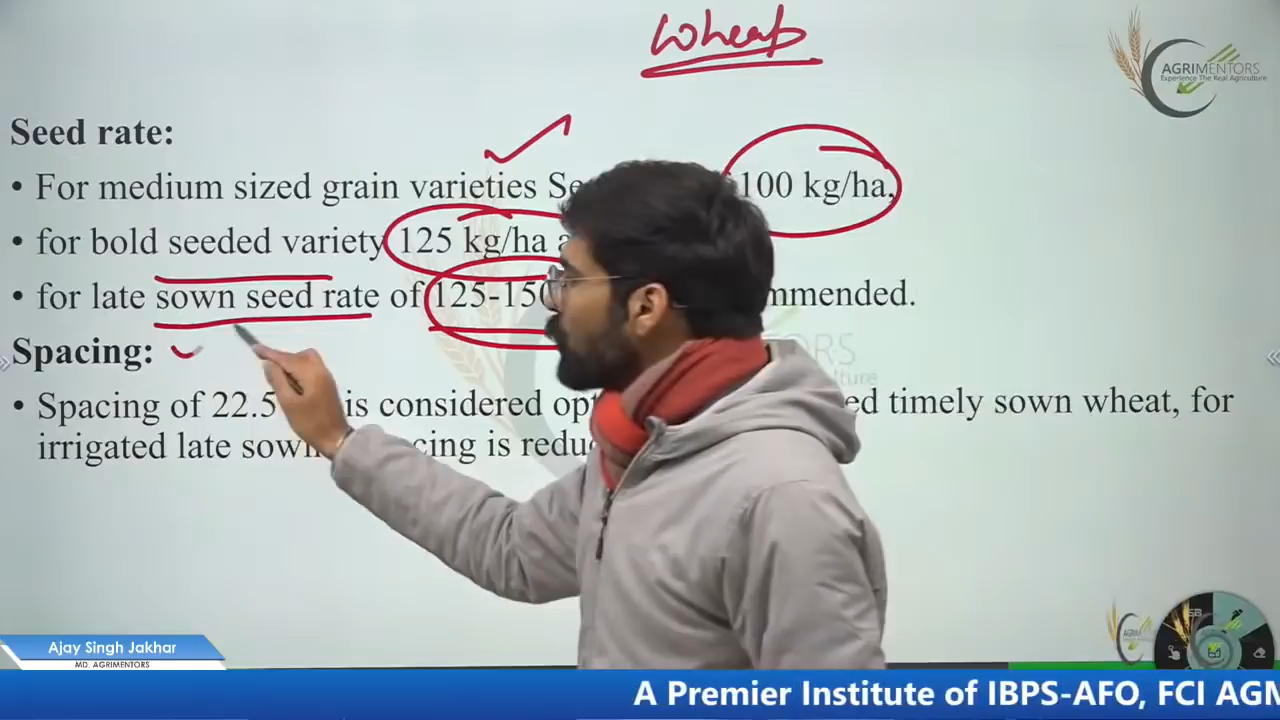 Wheat
AGRIMENTORS
Experience The Real Agriculture
Seed rate:
• For medium sized grain varieties 100 kg/ha,
• for bold seeded variety 125 kg/ha
• for late sown seed rate of 125-150 mmended.
Spacing:
• Spacing of 22.5 is considered ed timely sown wheat, for
irrigated late sown cing is
Ajay Singh Jakhar
MD. AGRIMENTORS
A Premier Institute of IBPS-AFO, FCI AGM